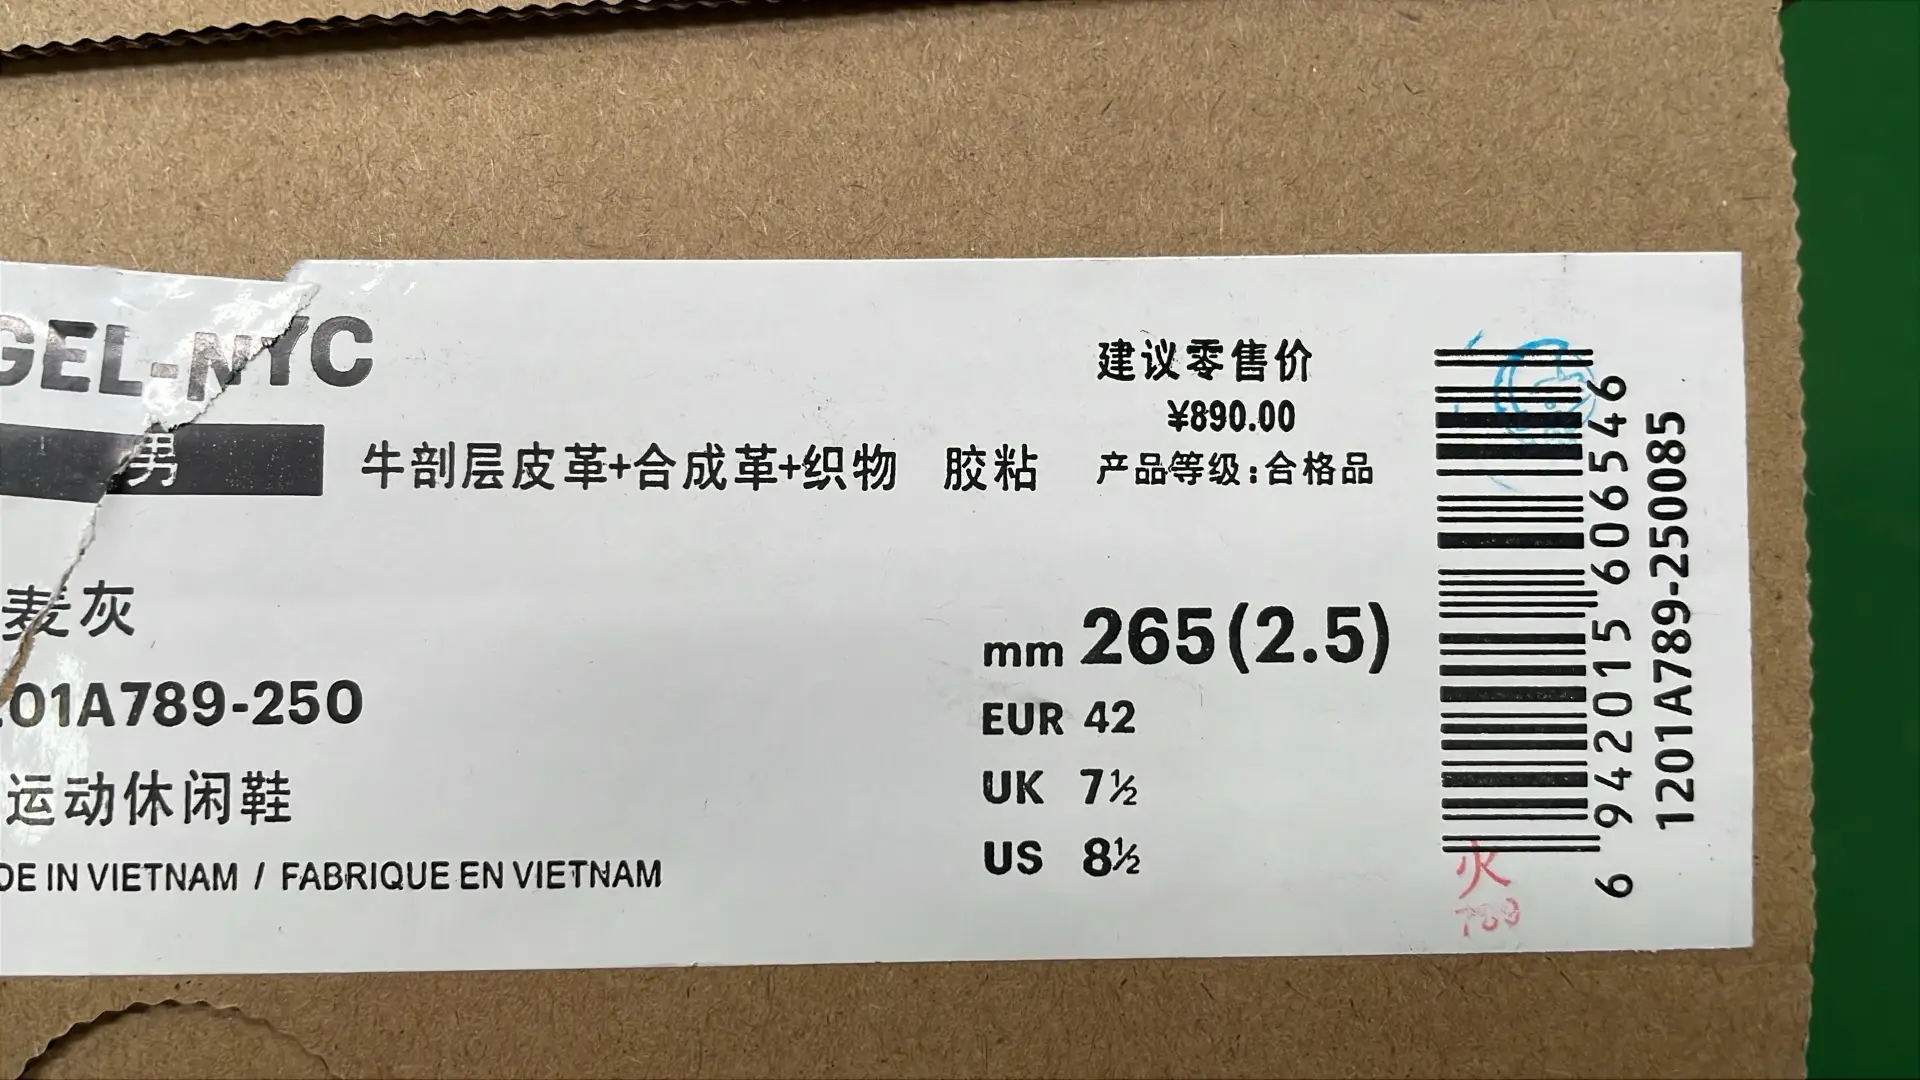 GEL-NYC
男
牛剖层皮革+合成革+织物 胶粘
建议零售价
¥890.00
产品等级:合格品
麦灰
201A789-250
运动休闲鞋
DE IN VIETNAM / FABRIQUE EN VIETNAM
mm 265(2.5)
EUR 42
UK 7½
US 8½
6 942015 606546
1201A789-250085
火
789